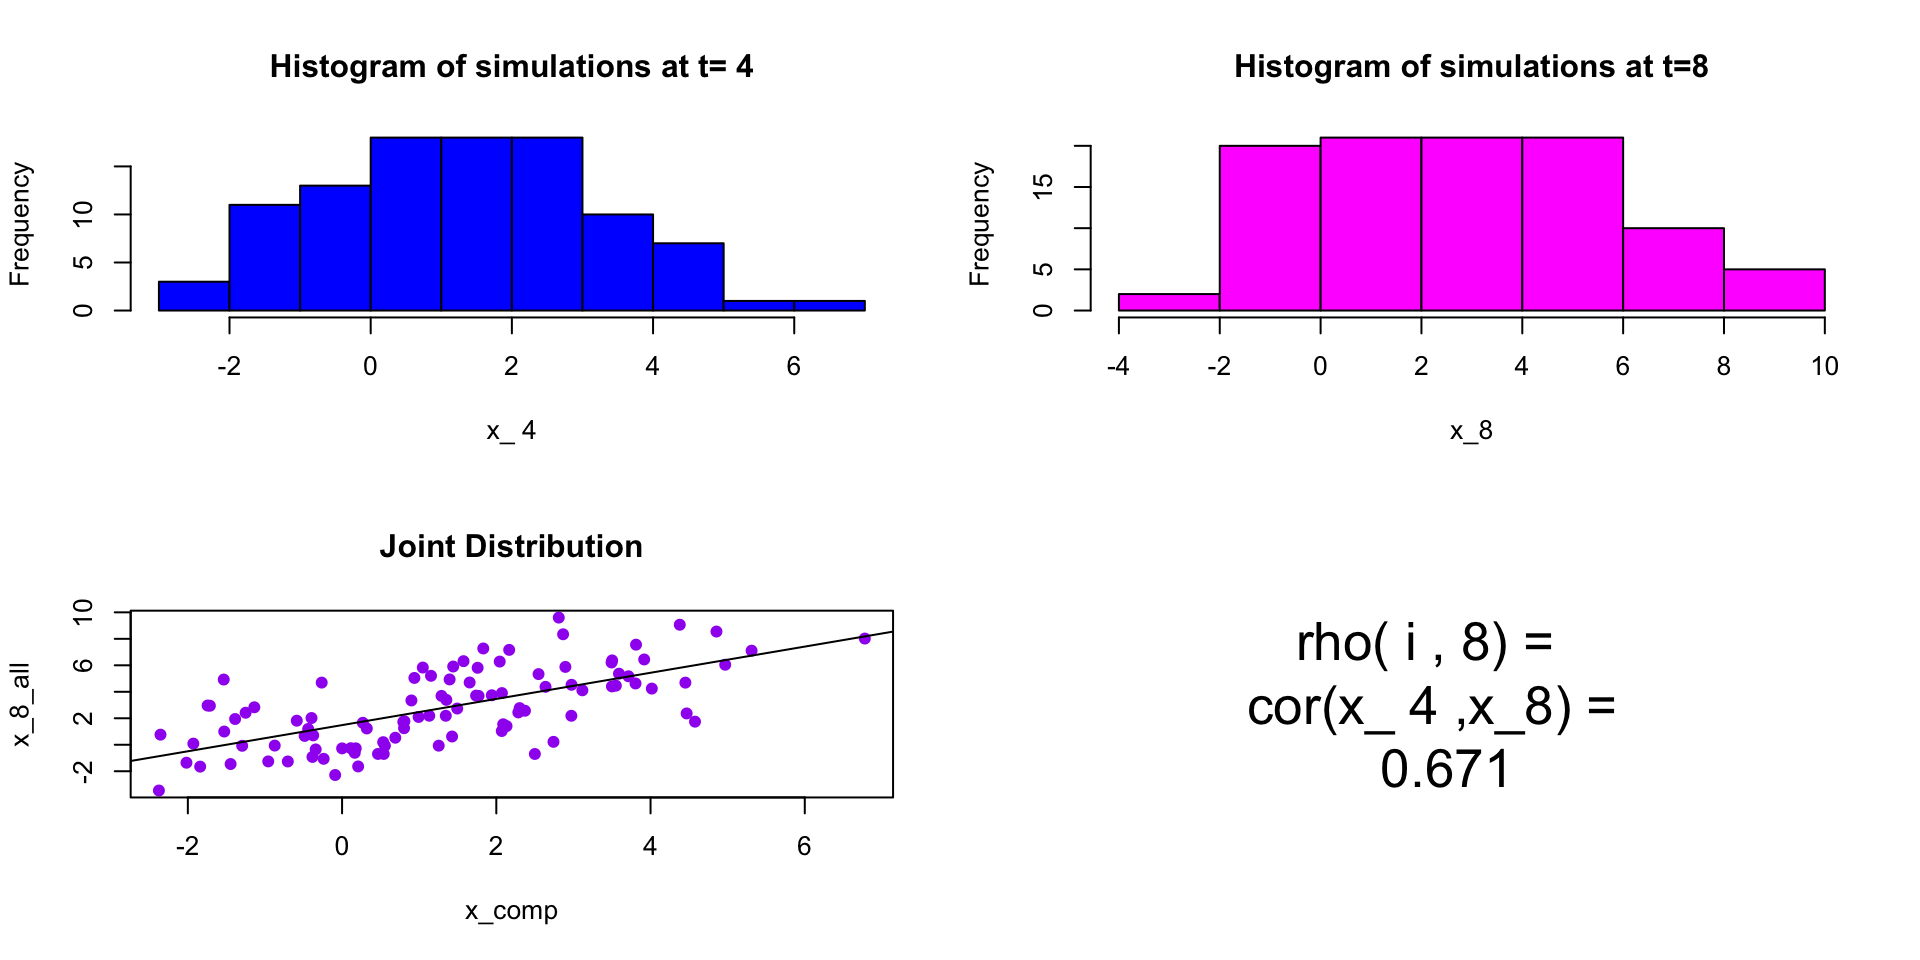 Histogram of simulations at t= 4
Frequency
0
5
10
-2 0 2 4 6
x_ 4
Histogram of simulations at t=8
Frequency
0
5
15
-4 -2 0 2 4 6 8 10
x_8
Joint Distribution
x_8_all
-2
2
6
10
-2 0 2 4 6
x_comp
rho( i , 8) =
cor(x_ 4 ,x_8) =
0.671